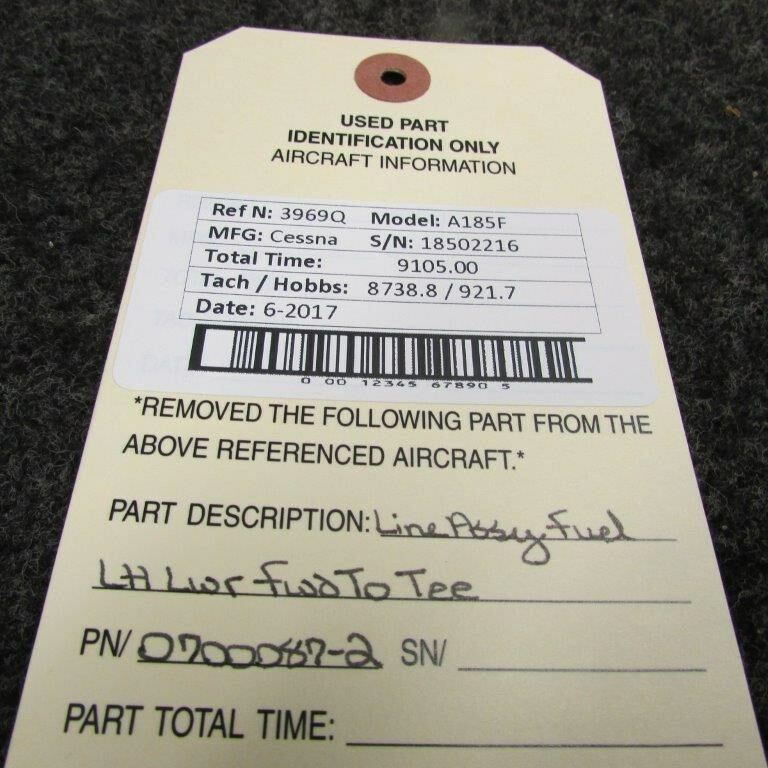 USED PART
IDENTIFICATION ONLY
AIRCRAFT INFORMATION
Ref N: 3969Q Model: A185F
MFG: Cessna S/N: 18502216
Total Time: 9105.00
Tach / Hobbs: 8738.8 / 921.7
Date: 6-2017
0 00 12345 67890 5
*REMOVED THE FOLLOWING PART FROM THE
ABOVE REFERENCED AIRCRAFT.*
PART DESCRIPTION: Line Assy-Fuel
LH Lwr Fwd To Tee
PN/ 0700087-2 SN/
PART TOTAL TIME: